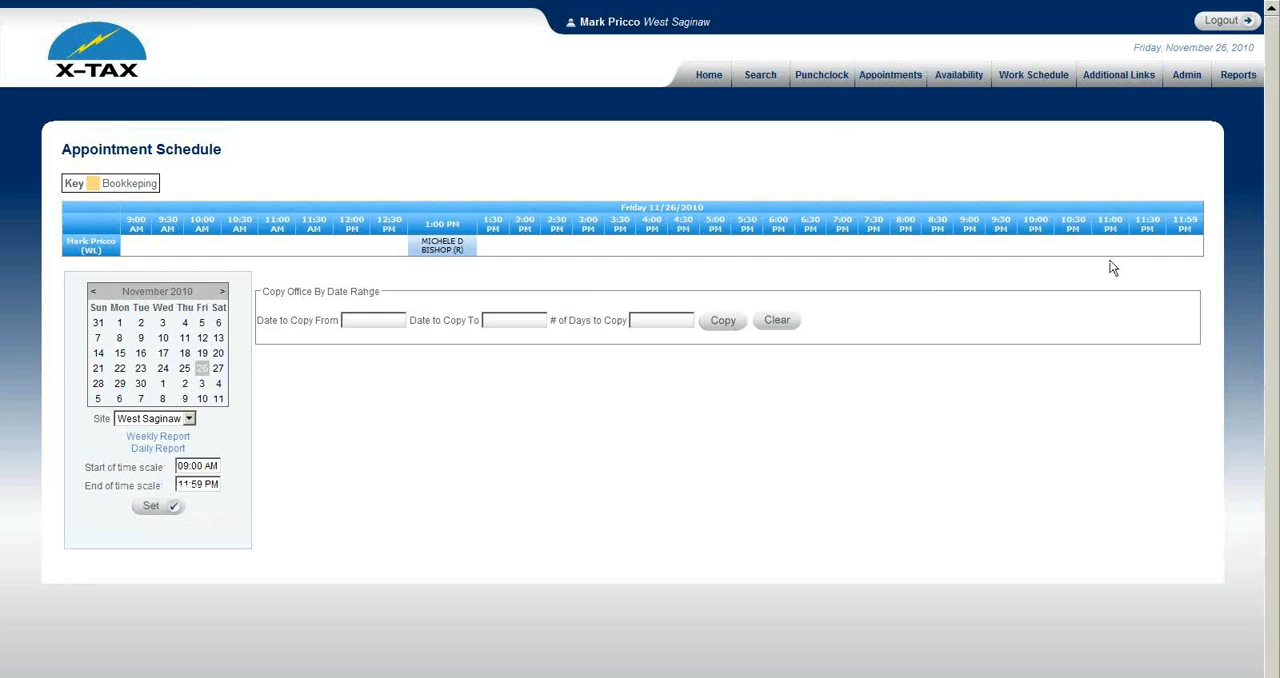 Mark Pricco West Saginaw
Logout
Friday, November 26, 2010
X-TAX
Home Search Punchclock Appointments Availability Work Schedule Additional Links Admin Reports
Appointment Schedule
Key Bookkeping
Friday 11/26/2010
9:00 AM 9:30 AM 10:00 AM 10:30 AM 11:00 AM 11:30 AM 12:00 PM 12:30 PM 1:00 PM 1:30 PM 2:00 PM 2:30 PM 3:00 PM 3:30 PM 4:00 PM 4:30 PM 5:00 PM 5:30 PM 6:00 PM 6:30 PM 7:00 PM 7:30 PM 8:00 PM 8:30 PM 9:00 PM 9:30 PM 10:00 PM 10:30 PM 11:00 PM 11:30 PM 11:59 PM
Mark Pricco (WL)
MICHELE D
BISHOP (R)
< November 2010 >
Sun Mon Tue Wed Thu Fri Sat
31 1 2 3 4 5 6
7 8 9 10 11 12 13
14 15 16 17 18 19 20
21 22 23 24 25 26 27
28 29 30 1 2 3 4
5 6 7 8 9 10 11
Site West Saginaw
Weekly Report
Daily Report
Start of time scale: 09:00 AM
End of time scale: 11:59 PM
Set
Copy Office By Date Range
Date to Copy From Date to Copy To # of Days to Copy Copy Clear